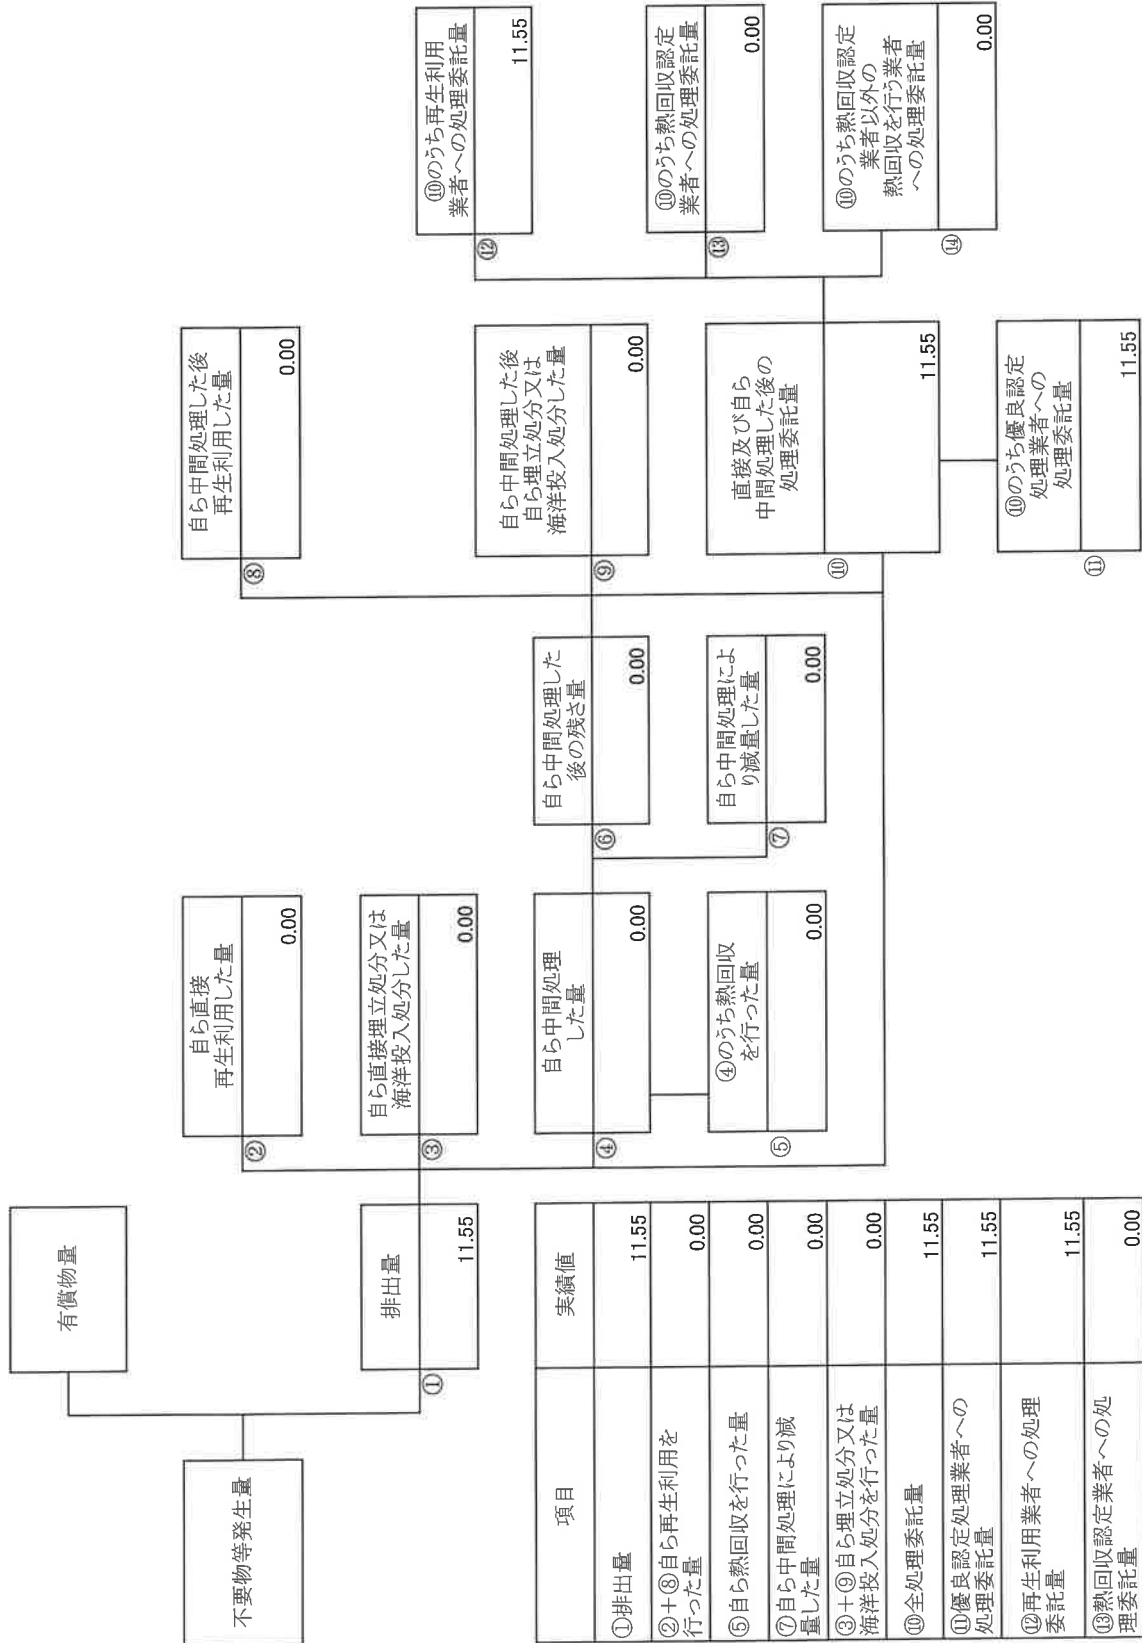 不要物等発生量
有償物量
①
排出量
11.55
②
自ら直接
再生利用した量
0.00
③
自ら直接埋立処分又は
海洋投入処分した量
0.00
④
自ら中間処理
した量
0.00
⑤
④のうち熱回収
を行った量
0.00
⑥
自ら中間処理した
後の残さ量
0.00
⑦
自ら中間処理によ
り減量した量
0.00
⑧
自ら中間処理した後
再生利用した量
0.00
⑨
自ら中間処理した後
自ら埋立処分又は
海洋投入処分した量
0.00
⑩
直接及び自ら
中間処理した後の
処理委託量
11.55
⑪
⑩のうち優良認定
処理業者への
処理委託量
11.55
⑫
⑩のうち再生利用
業者への処理委託量
11.55
⑬
⑩のうち熱回収認定
業者への処理委託量
0.00
⑭
⑩のうち熱回収認定
業者以外の
熱回収を行う業者
への処理委託量
0.00
項目 実績値
①排出量 11.55
②+⑧自ら再生利用を
行った量 0.00
⑤自ら熱回収を行った量 0.00
⑦自ら中間処理により減
量した量 0.00
③+⑨自ら埋立処分又は
海洋投入処分を行った量 0.00
⑩全処理委託量 11.55
⑪優良認定処理業者への
処理委託量 11.55
⑫再生利用業者への処理
委託量 11.55
⑬熱回収認定業者への処
理委託量 0.00